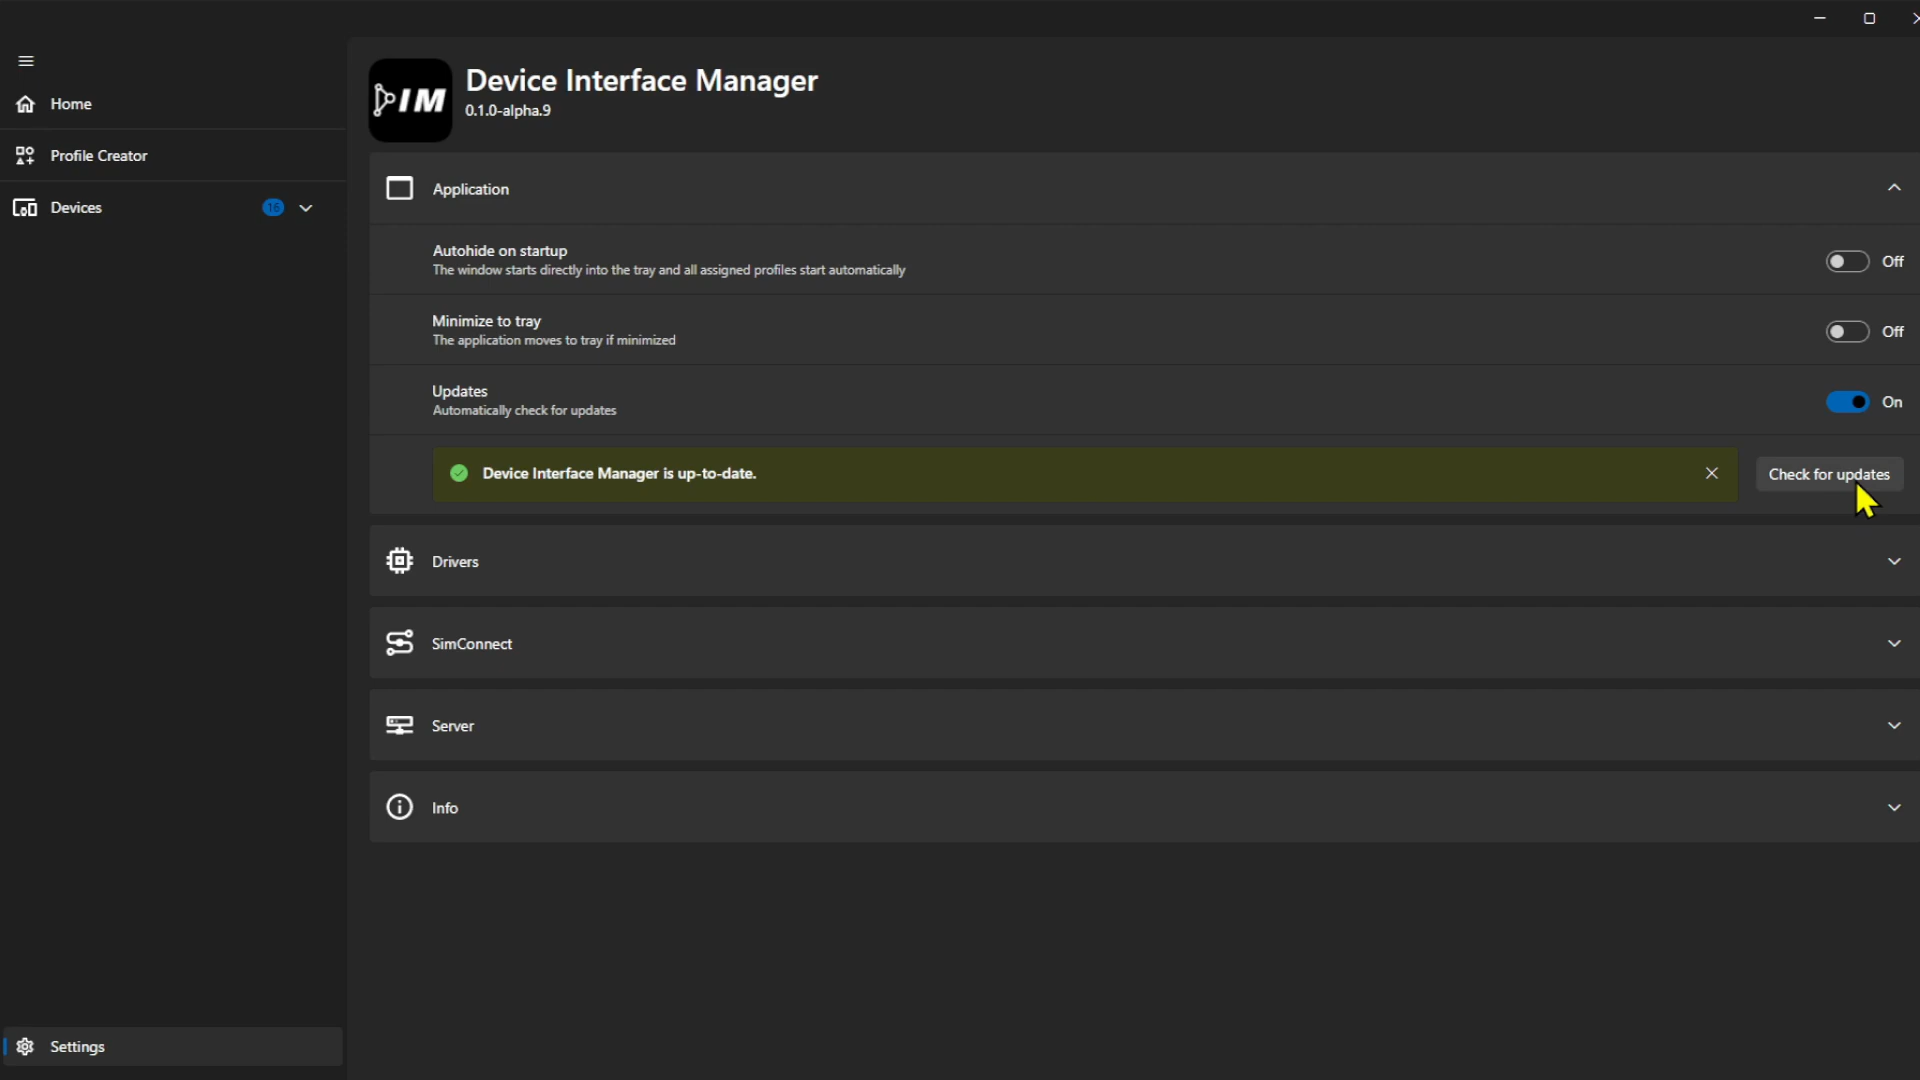 Home
Profile Creator
Devices 16
Settings
IM
Device Interface Manager
0.1.0-alpha.9
Application
Autohide on startup
The window starts directly into the tray and all assigned profiles start automatically
Off
Minimize to tray
The application moves to tray if minimized
Off
Updates
Automatically check for updates
On
Device Interface Manager is up-to-date.
Check for updates
Drivers
SimConnect
Server
Info